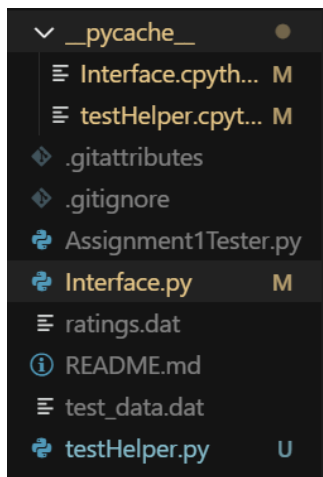 __pycache__
Interface.cpyth... M
testHelper.cpyt... M
.gitattributes
.gitignore
Assignment1Tester.py
Interface.py M
ratings.dat
README.md
test_data.dat
testHelper.py U